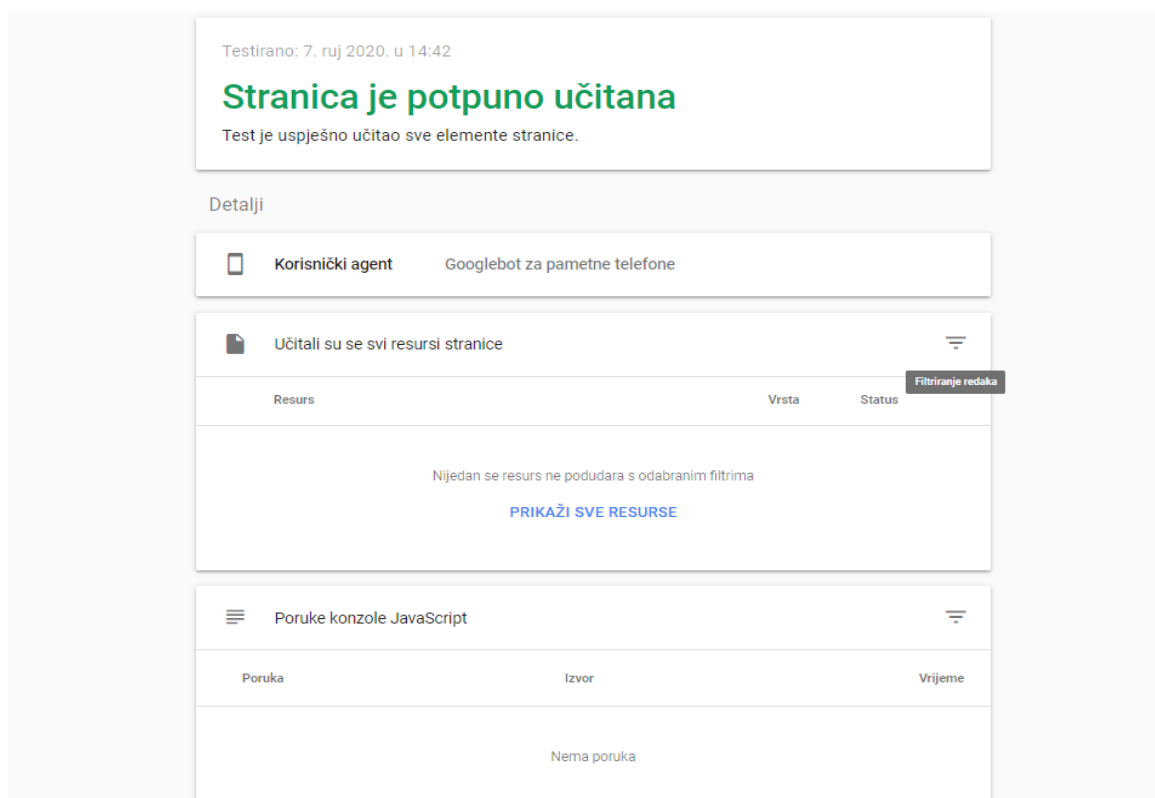 Testirano: 7. ruj 2020. u 14:42
Stranica je potpuno učitana
Test je uspješno učitao sve elemente stranice.
Detalji
Korisnički agent Googlebot za pametne telefone
Učitali su se svi resursi stranice
Filtriranje redaka
Resurs Vrsta Status
Nijedan se resurs ne podudara s odabranim filtrima
PRIKAŽI SVE RESURSE
Poruke konzole JavaScript
Poruka Izvor Vrijeme
Nema poruka